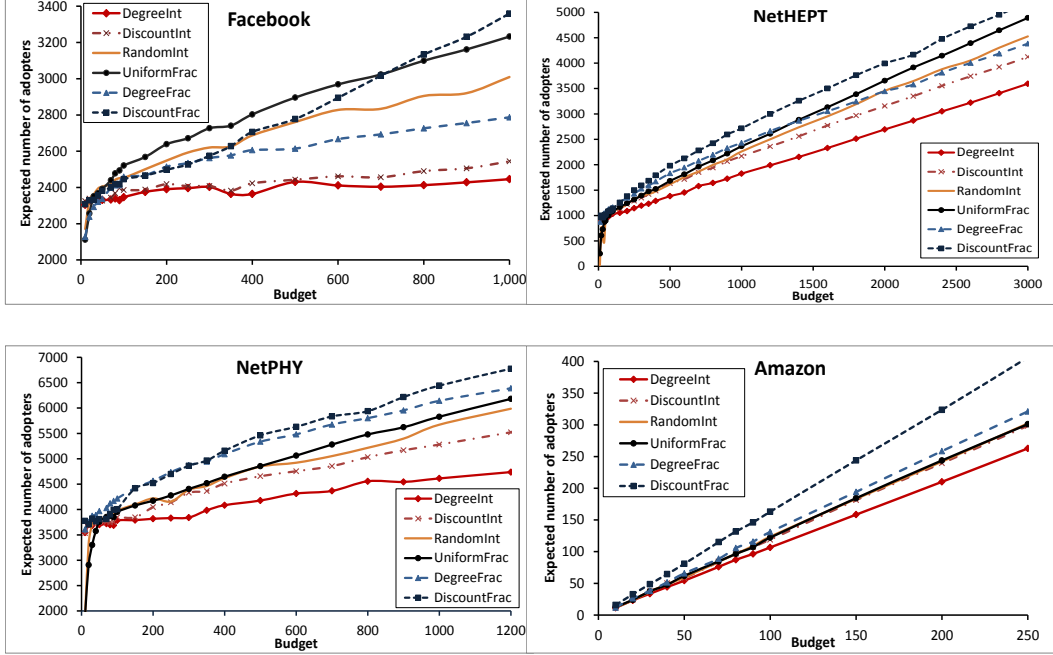 Facebook
Expected number of adopters
3400
3200
3000
2800
2600
2400
2200
2000
DegreeInt
DiscountInt
RandomInt
UniformFrac
DegreeFrac
DiscountFrac
0 200 400 600 800 1,000
Budget
NetHEPT
Expected number of adopters
5000
4500
4000
3500
3000
2500
2000
1500
1000
500
0
DegreeInt
DiscountInt
RandomInt
UniformFrac
DegreeFrac
DiscountFrac
0 500 1000 1500 2000 2500 3000
Budget
NetPHY
Expected number of adopters
7000
6500
6000
5500
5000
4500
4000
3500
3000
2500
2000
DegreeInt
DiscountInt
RandomInt
UniformFrac
DegreeFrac
DiscountFrac
0 200 400 600 800 1000 1200
Budget
Amazon
Expected number of adopters
400
350
300
250
200
150
100
50
0
DegreeInt
DiscountInt
RandomInt
UniformFrac
DegreeFrac
DiscountFrac
0 50 100 150 200 250
Budget